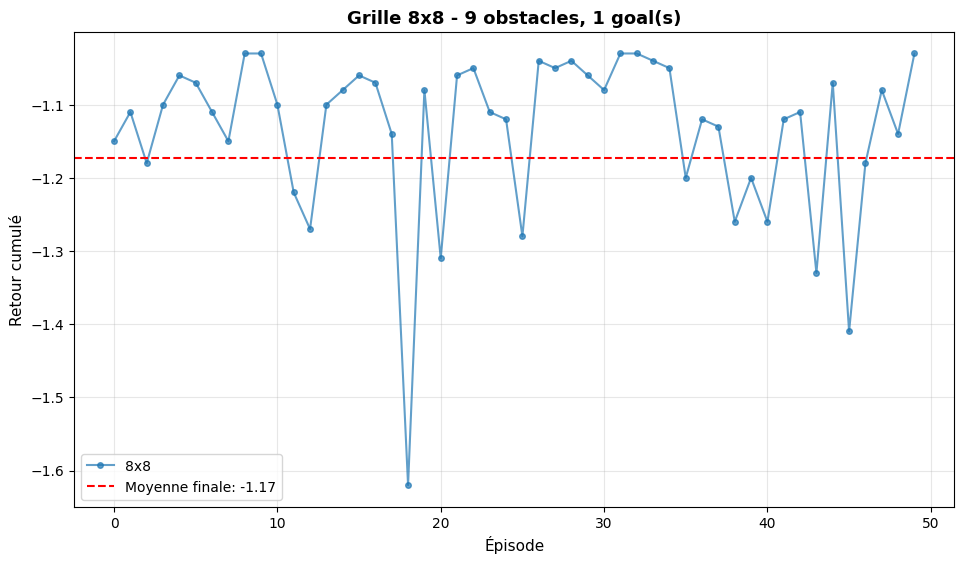 Grille 8x8 - 9 obstacles, 1 goal(s)
Retour cumulé
−1.1
−1.2
−1.3
−1.4
−1.5
−1.6
8x8
Moyenne finale: -1.17
0
10
20
30
40
50
Épisode